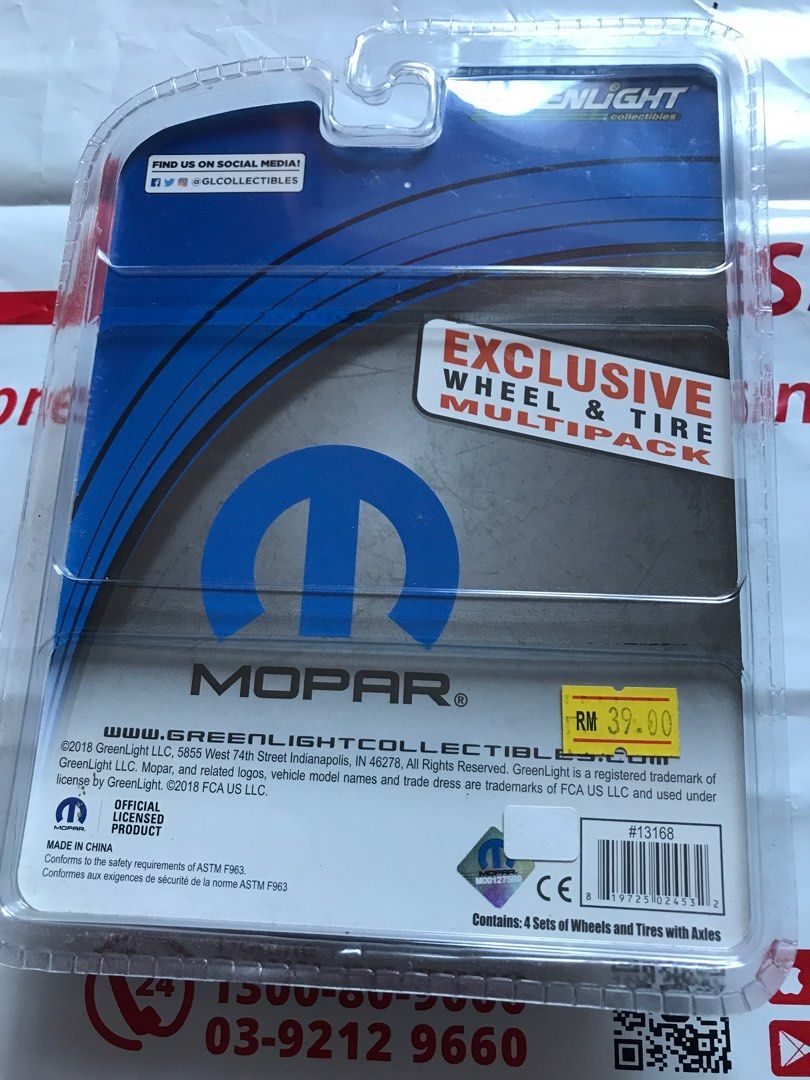 ENLIGHT
collectibles
FIND US ON SOCIAL MEDIA!
@GLCOLLECTIBLES
EXCLUSIVE
WHEEL & TIRE
MULTIPACK
MOPAR®
RM 39.00
www.GREENLIGHTCOLLECTIBLES.com
©2018 GreenLight LLC, 5855 West 74th Street Indianapolis, IN 46278, All Rights Reserved. GreenLight is a registered trademark of
GreenLight LLC. Mopar, and related logos, vehicle model names and trade dress are trademarks of FCA US LLC and used under
license by GreenLight. ©2018 FCA US LLC.
MOPAR
OFFICIAL
LICENSED
PRODUCT
MADE IN CHINA
Conforms to the safety requirements of ASTM F963.
Conformes aux exigences de sécurité de la norme ASTM F963
MOPAR
CE
#13168
8 19725 02453 2
Contains: 4 Sets of Wheels and Tires with Axles
24
03-9212 9660